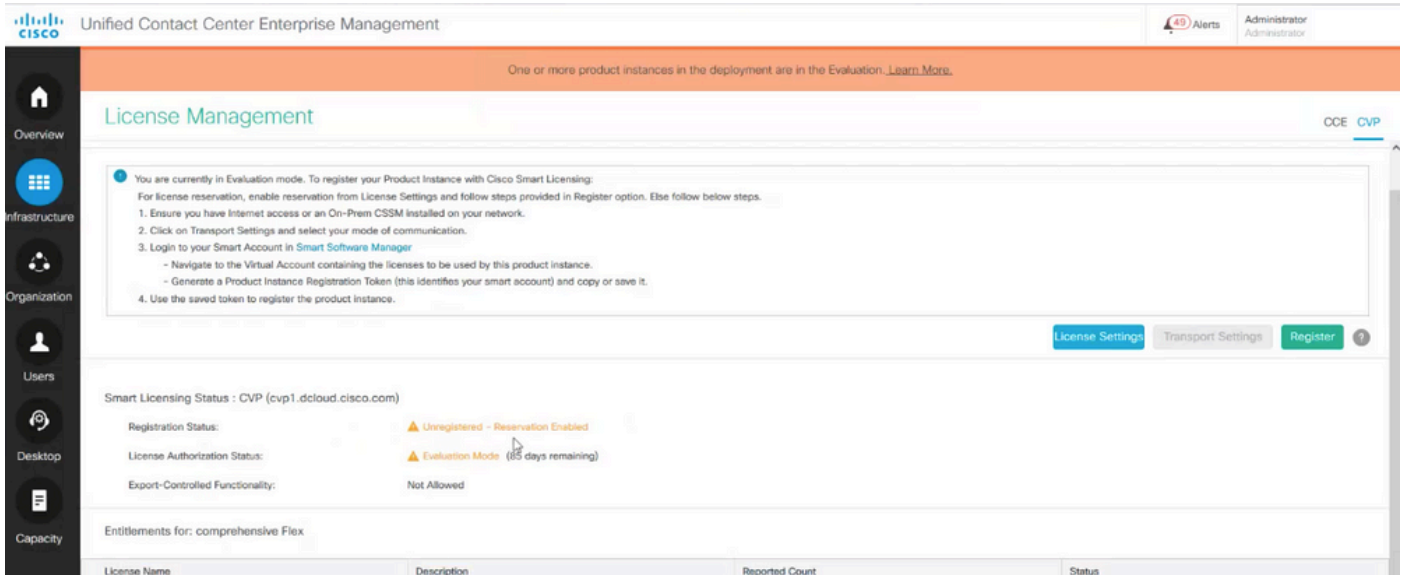 cisco
Unified Contact Center Enterprise Management
49 Alerts
Administrator
Administrator
One or more product instances in the deployment are in the Evaluation. Learn More.
Overview
Infrastructure
Organization
Users
Desktop
Capacity
License Management
CCE CVP
You are currently in Evaluation mode. To register your Product Instance with Cisco Smart Licensing:
For license reservation, enable reservation from License Settings and follow steps provided in Register option. Else follow below steps.
1. Ensure you have Internet access or an On-Prem CSSM installed on your network.
2. Click on Transport Settings and select your mode of communication.
3. Login to your Smart Account in Smart Software Manager
- Navigate to the Virtual Account containing the licenses to be used by this product instance.
- Generate a Product Instance Registration Token (this identifies your smart account) and copy or save it.
4. Use the saved token to register the product instance.
License Settings Transport Settings Register ?
Smart Licensing Status : CVP (cvp1.dcloud.cisco.com)
Registration Status: Unregistered - Reservation Enabled
License Authorization Status: Evaluation Mode (85 days remaining)
Export-Controlled Functionality: Not Allowed
Entitlements for: comprehensive Flex
License Name Description Reported Count Status